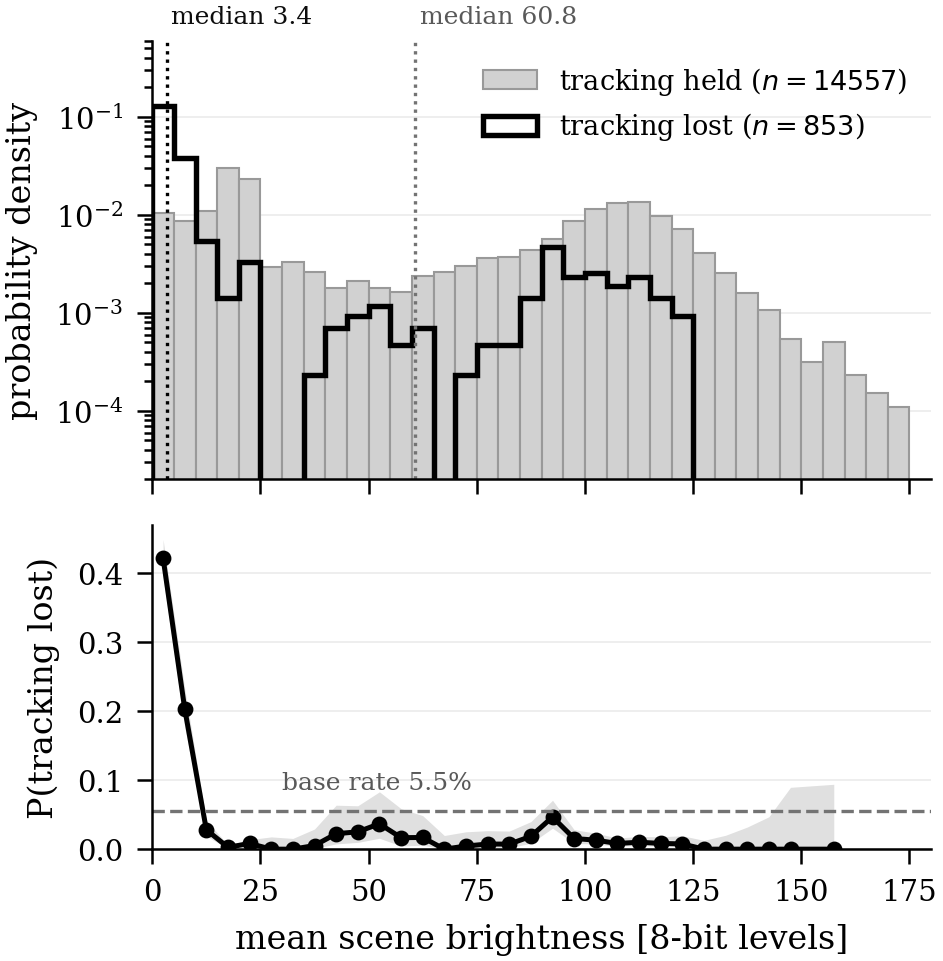 median 3.4
median 60.8
tracking held (n = 14557)
tracking lost (n = 853)
probability density
10⁻¹
10⁻²
10⁻³
10⁻⁴
P(tracking lost)
0.4
0.3
0.2
0.1
0.0
base rate 5.5%
0 25 50 75 100 125 150 175
mean scene brightness [8-bit levels]